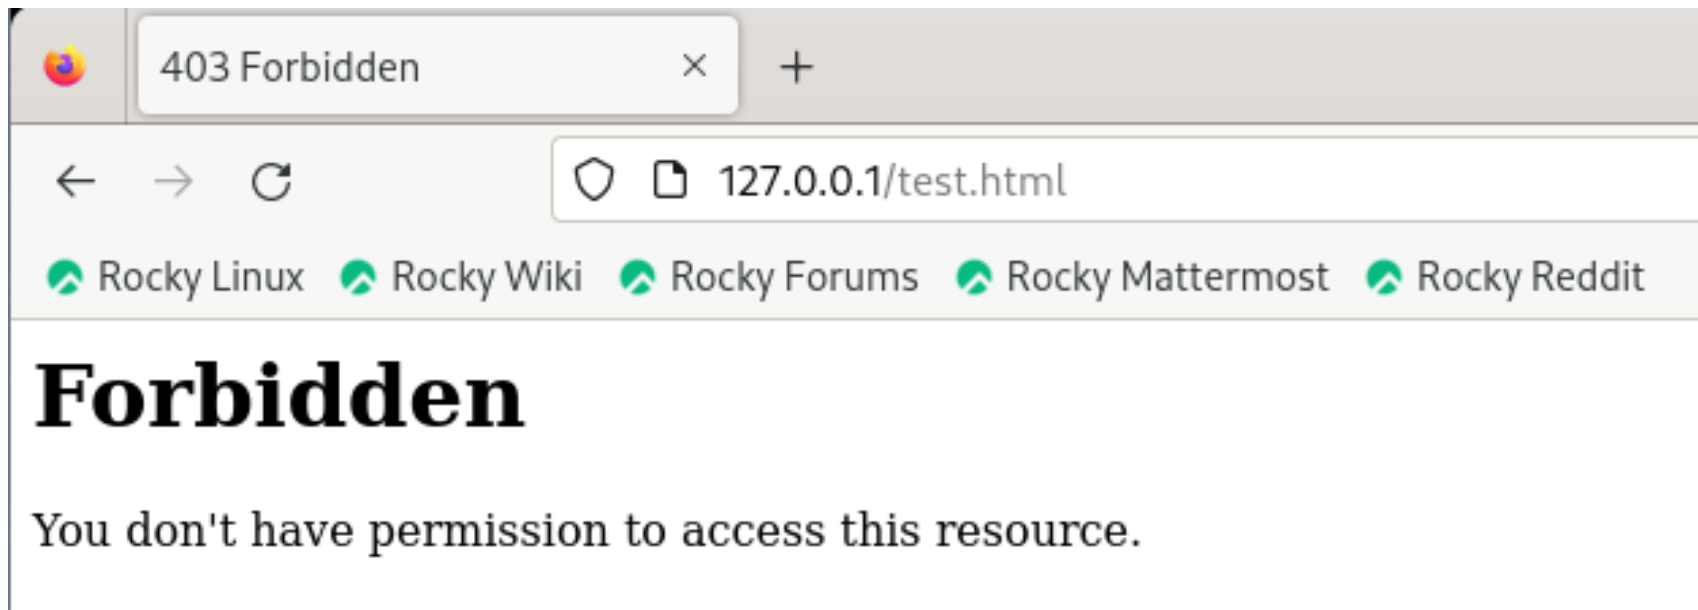 403 Forbidden
127.0.0.1/test.html
Rocky Linux Rocky Wiki Rocky Forums Rocky Mattermost Rocky Reddit
Forbidden
You don't have permission to access this resource.